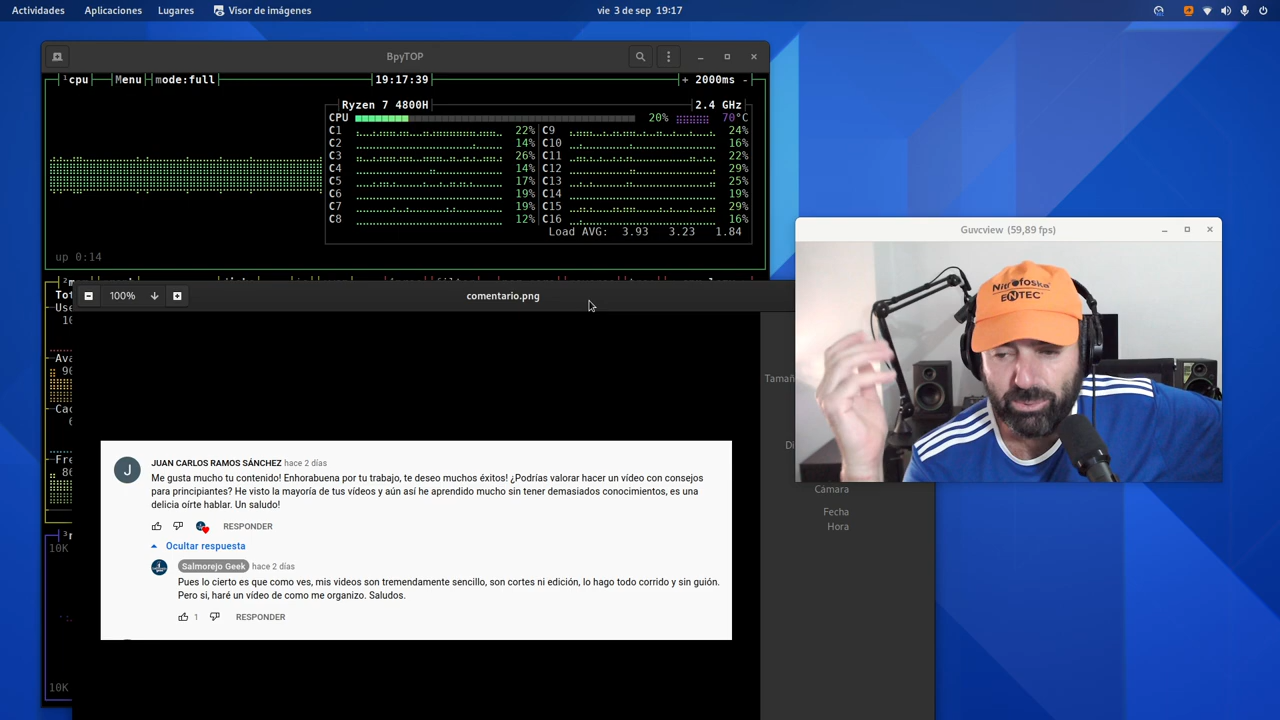 Actividades Aplicaciones Lugares Visor de imágenes vie 3 de sep 19:17
BpyTOP
¹cpu Menu mode:full 19:17:39 + 2000ms -
Ryzen 7 4800H 2.4 GHz
CPU 20% 70°C
C1 22% C9 24%
C2 14% C10 16%
C3 26% C11 22%
C4 14% C12 29%
C5 17% C13 25%
C6 19% C14 19%
C7 19% C15 29%
C8 12% C16 16%
Load AVG: 3.93 3.23 1.84
up 0:14
Guvcview (59,89 fps)
Nitrofoska
ENTEC
100% comentario.png
JUAN CARLOS RAMOS SÁNCHEZ hace 2 días
Me gusta mucho tu contenido! Enhorabuena por tu trabajo, te deseo muchos éxitos! ¿Podrías valorar hacer un vídeo con consejos
para principiantes? He visto la mayoría de tus vídeos y aún así he aprendido mucho sin tener demasiados conocimientos, es una
delicia oírte hablar. Un saludo!
RESPONDER
Ocultar respuesta
Salmorejo Geek hace 2 días
Pues lo cierto es que como ves, mis videos son tremendamente sencillo, son cortes ni edición, lo hago todo corrido y sin guión.
Pero si, haré un vídeo de como me organizo. Saludos.
1 RESPONDER
Cámara
Fecha
Hora
10K
10K